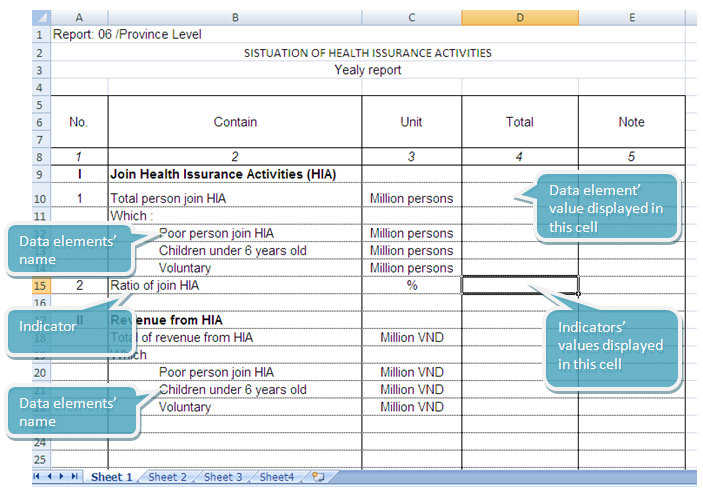 A B C D E
1 Report: 06 /Province Level
2 SISTUATION OF HEALTH ISSURANCE ACTIVITIES
3 Yealy report
4
5
6 No. Contain Unit Total Note
7
8 1 2 3 4 5
9 I Join Health Issurance Activities (HIA)
10 1 Total person join HIA Million persons
11 Which :
12 Poor person join HIA Million persons
Children under 6 years old Million persons
14 Voluntary Million persons
15 2 Ratio of join HIA %
16
II Revenue from HIA
18 Total of revenue from HIA Million VND
19 Which
20 Poor person join HIA Million VND
21 Children under 6 years old Million VND
Voluntary Million VND
24
25
Data elements'
name
Indicator
Data elements'
name
Data element'
value displayed in
this cell
Indicators'
values displayed
in this cell
Sheet 1 Sheet 2 Sheet 3 Sheet4